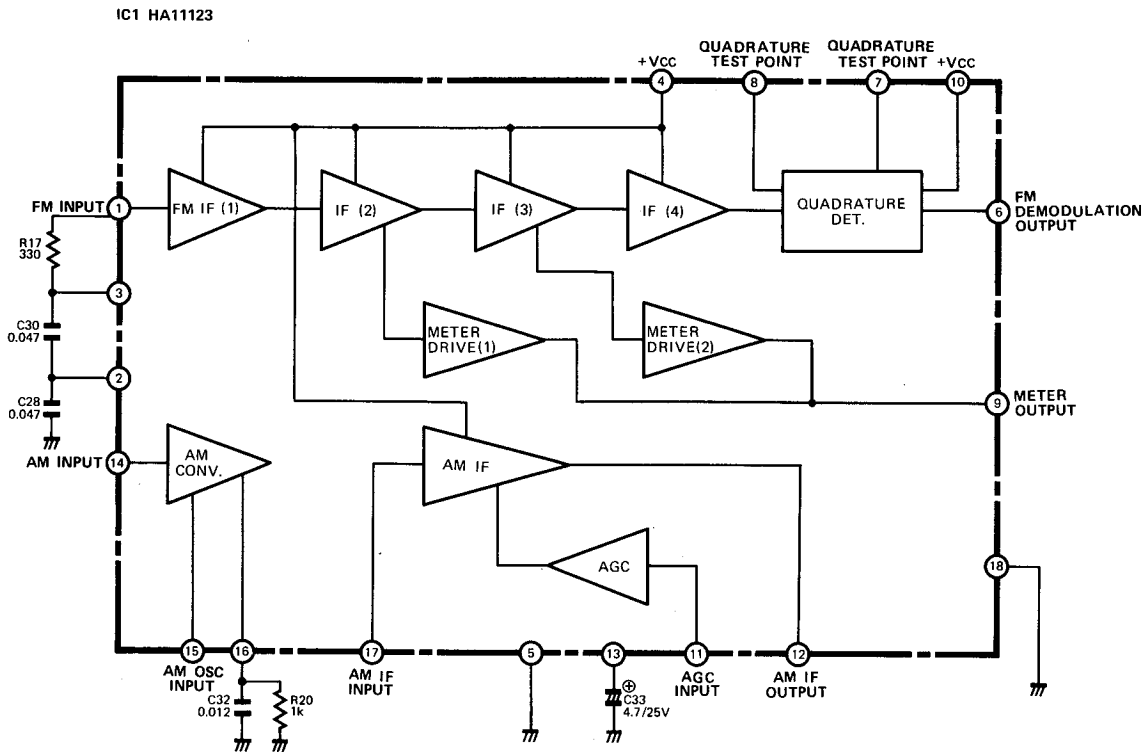 IC1 HA11123
QUADRATURE
TEST POINT
QUADRATURE
TEST POINT
+VCC
+VCC
4
8
7
10
FM INPUT
1
FM IF (1)
IF (2)
IF (3)
IF (4)
QUADRATURE
DET.
6
FM
DEMODULATION
OUTPUT
R17
330
3
C30
0.047
METER
DRIVE(1)
METER
DRIVE(2)
2
C28
0.047
9
METER
OUTPUT
AM INPUT
14
AM
CONV.
AM IF
AGC
18
15
16
17
5
13
11
12
AM OSC
INPUT
AM IF
INPUT
AGC
INPUT
AM IF
OUTPUT
C32
0.012
R20
1k
C33
4.7/25V